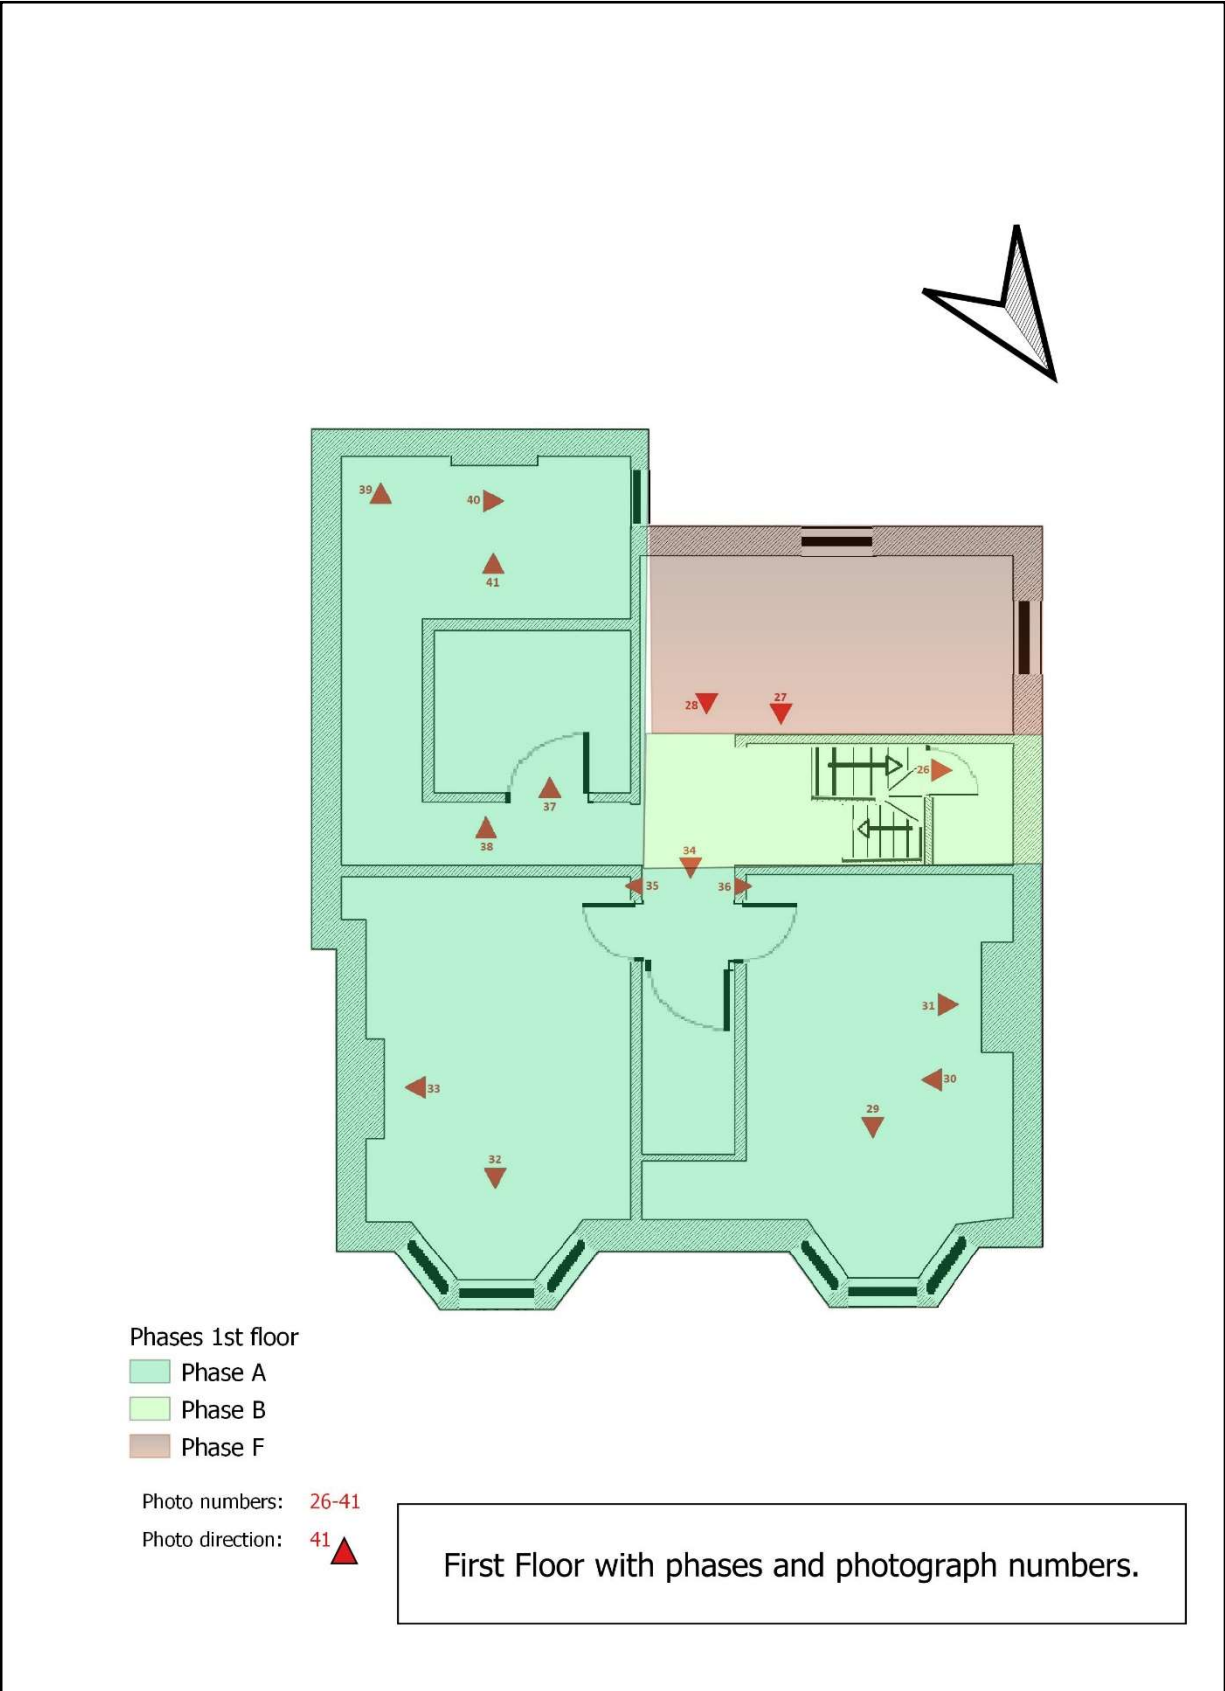 39
40
41
28
27
26
37
38
34
35
36
31
33
30
29
32
Phases 1st floor
Phase A
Phase B
Phase F
Photo numbers: 26-41
Photo direction: 41
First Floor with phases and photograph numbers.